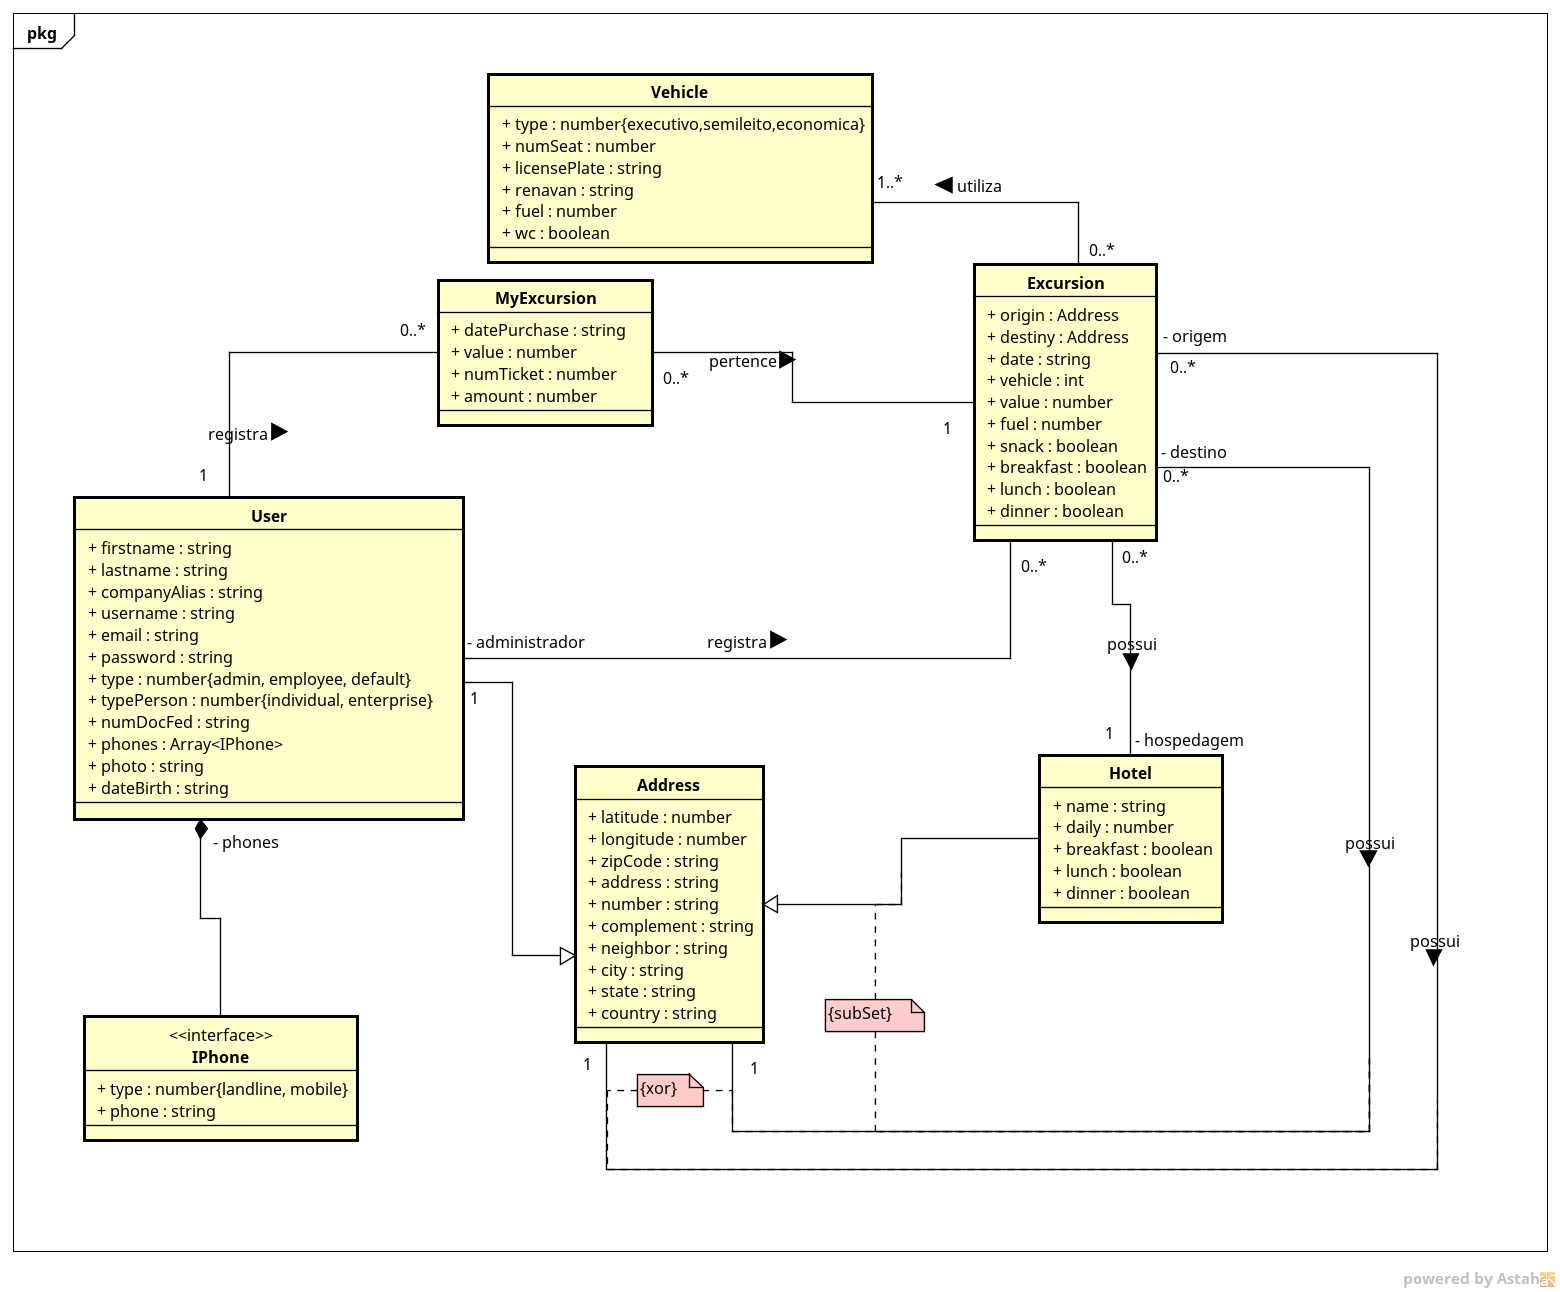 pkg
Vehicle
+ type : number{executivo,semileito,economica}
+ numSeat : number
+ licensePlate : string
+ renavan : string
+ fuel : number
+ wc : boolean
1..*
utiliza
0..*
MyExcursion
+ datePurchase : string
+ value : number
+ numTicket : number
+ amount : number
0..*
0..*
pertence
1
Excursion
+ origin : Address
+ destiny : Address
+ date : string
+ vehicle : int
+ value : number
+ fuel : number
+ snack : boolean
+ breakfast : boolean
+ lunch : boolean
+ dinner : boolean
- origem
0..*
- destino
0..*
registra
1
User
+ firstname : string
+ lastname : string
+ companyAlias : string
+ username : string
+ email : string
+ password : string
+ type : number{admin, employee, default}
+ typePerson : number{individual, enterprise}
+ numDocFed : string
+ phones : Array<IPhone>
+ photo : string
+ dateBirth : string
- administrador
1
registra
0..*
0..*
possui
1
- hospedagem
Hotel
+ name : string
+ daily : number
+ breakfast : boolean
+ lunch : boolean
+ dinner : boolean
Address
+ latitude : number
+ longitude : number
+ zipCode : string
+ address : string
+ number : string
+ complement : string
+ neighbor : string
+ city : string
+ state : string
+ country : string
possui
possui
- phones
<<interface>>
IPhone
+ type : number{landline, mobile}
+ phone : string
{subSet}
1
1
{xor}
powered by Astah